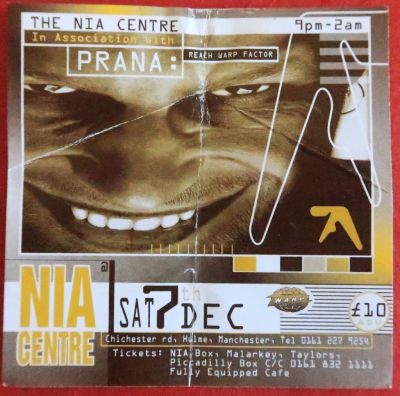 THE NIA CENTRE
9pm-2am
In Association with
PRANA:
REACH WARP FACTOR
NIA
CENTRE
@
SAT 7th DEC
WARP
£10
ADV
Chichester rd, Hulme, Manchester, Tel 0161 227 9254
Tickets: NIA Box, Malarkey, Taylors,
Piccadilly Box C/C 0161 832 1111
Fully Equipped Cafe